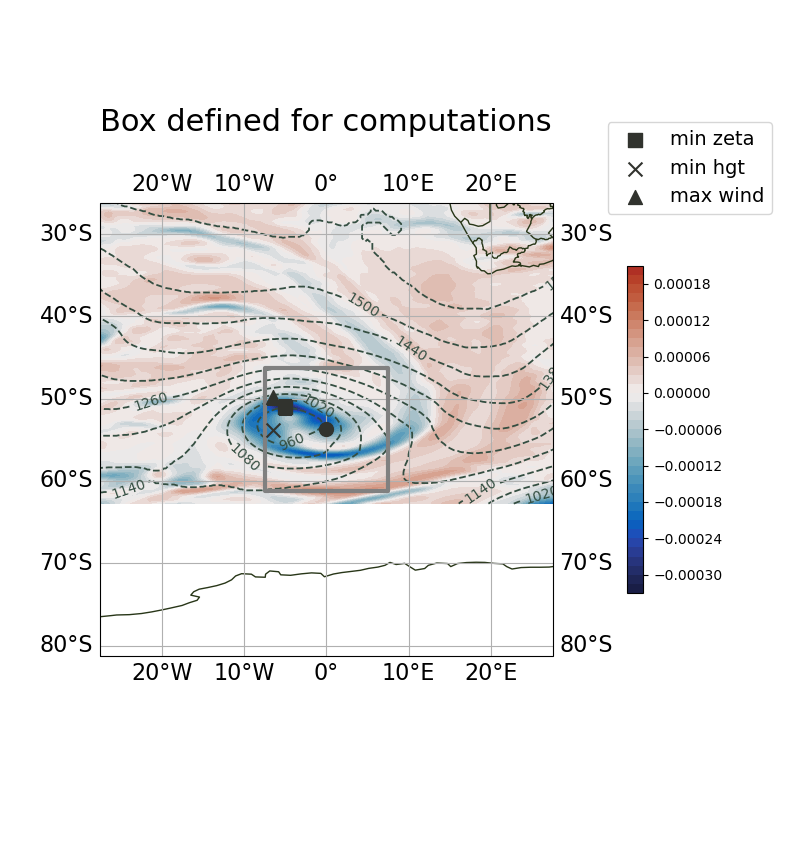 Box defined for computations
min zeta
min hgt
max wind
20°W 10°W 0° 10°E 20°E
30°S 30°S
40°S 40°S
50°S 50°S
60°S 60°S
70°S 70°S
80°S 80°S
20°W 10°W 0° 10°E 20°E
1500
1440
1260
1020
960
1080
1140
1140
1020
0.00018
0.00012
0.00006
0.00000
−0.00006
−0.00012
−0.00018
−0.00024
−0.00030